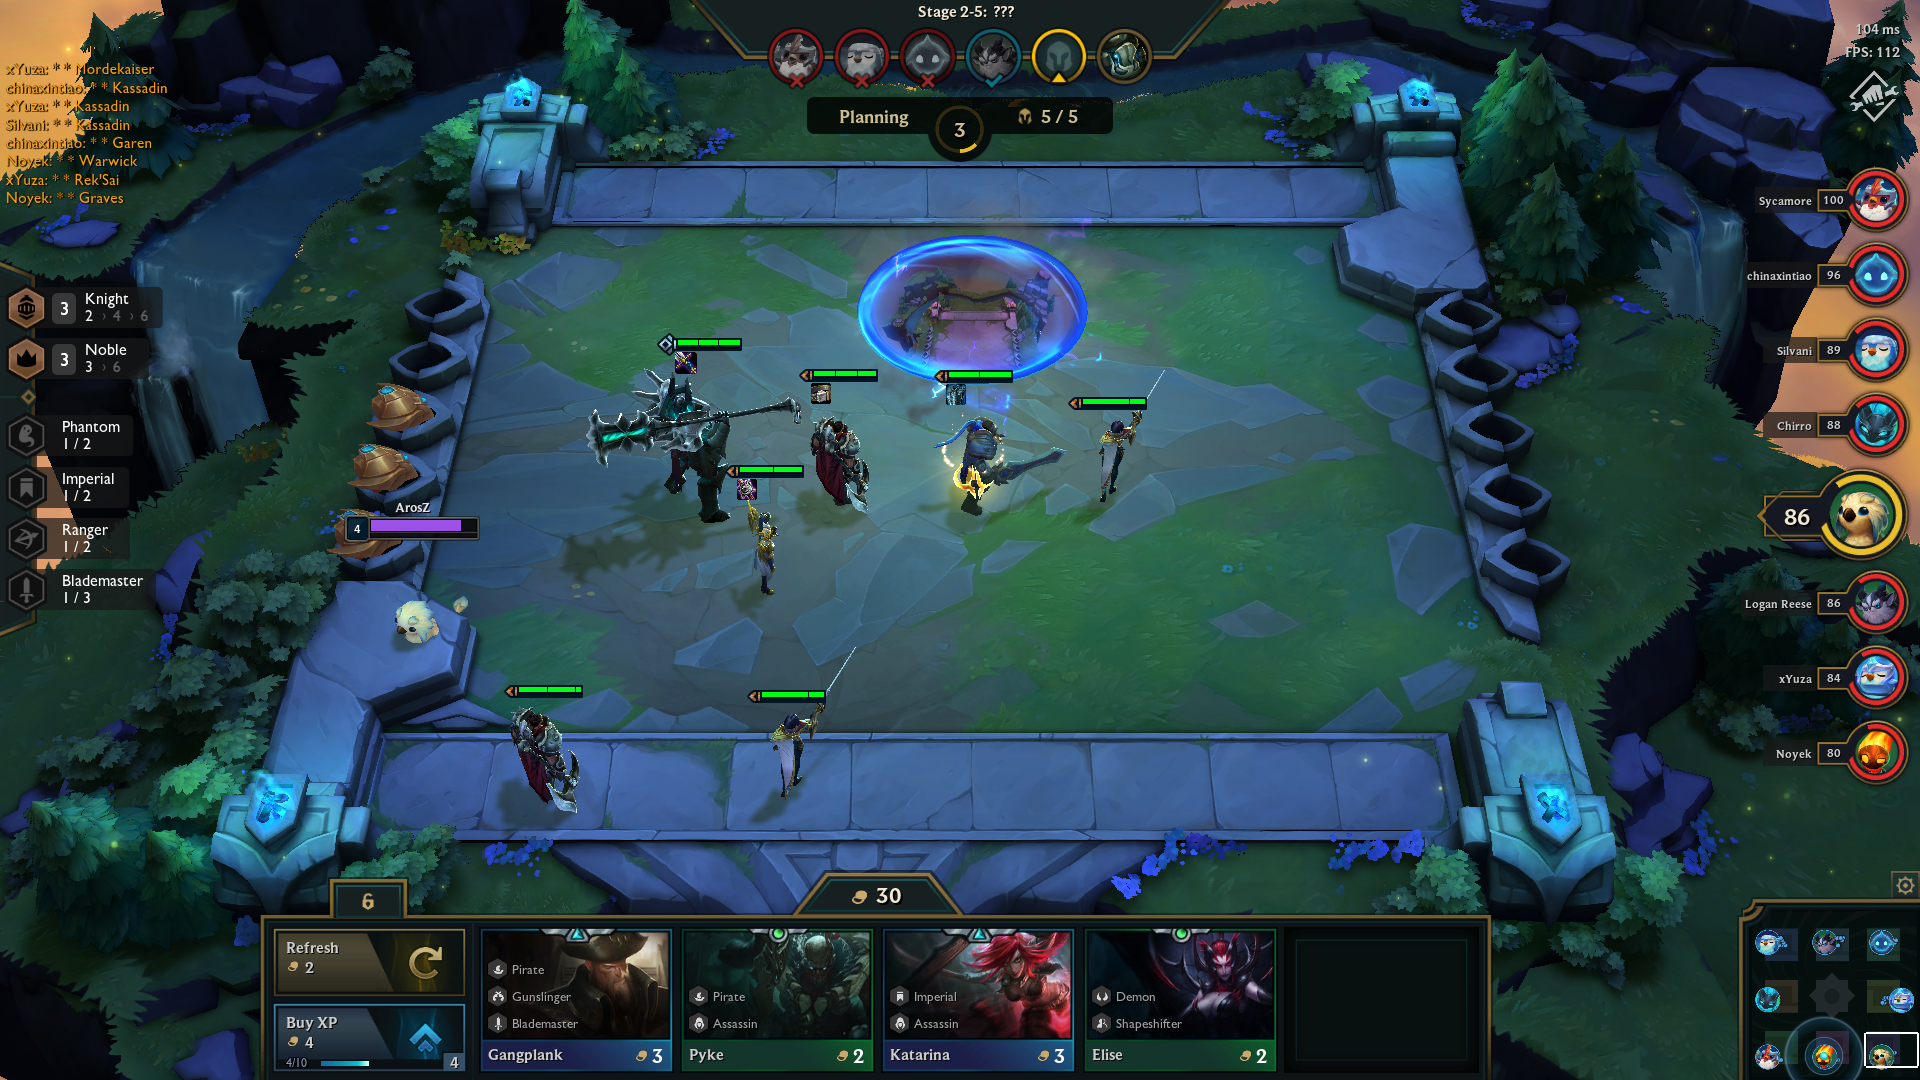 Stage 2-5: ???
104 ms
FPS: 112
xYuza: * * Mordekaiser
chinaxintiao: * * Kassadin
xYuza: * * Kassadin
Silvani: * * Kassadin
chinaxintiao: * * Garen
Noyek: * * Warwick
xYuza: * * Rek'Sai
Noyek: * * Graves
Planning
3
5 / 5
Sycamore 100
chinaxintiao 96
Silvani 89
Chirro 88
86
Logan Reese 86
xYuza 84
Noyek 80
3 Knight
2 › 4 › 6
3 Noble
3 › 6
Phantom
1 / 2
Imperial
1 / 2
Ranger
1 / 2
Blademaster
1 / 3
ArosZ
4
6
30
Refresh
2
Buy XP
4
4/10
4
Pirate
Gunslinger
Blademaster
Gangplank 3
Pirate
Assassin
Pyke 2
Imperial
Assassin
Katarina 3
Demon
Shapeshifter
Elise 2